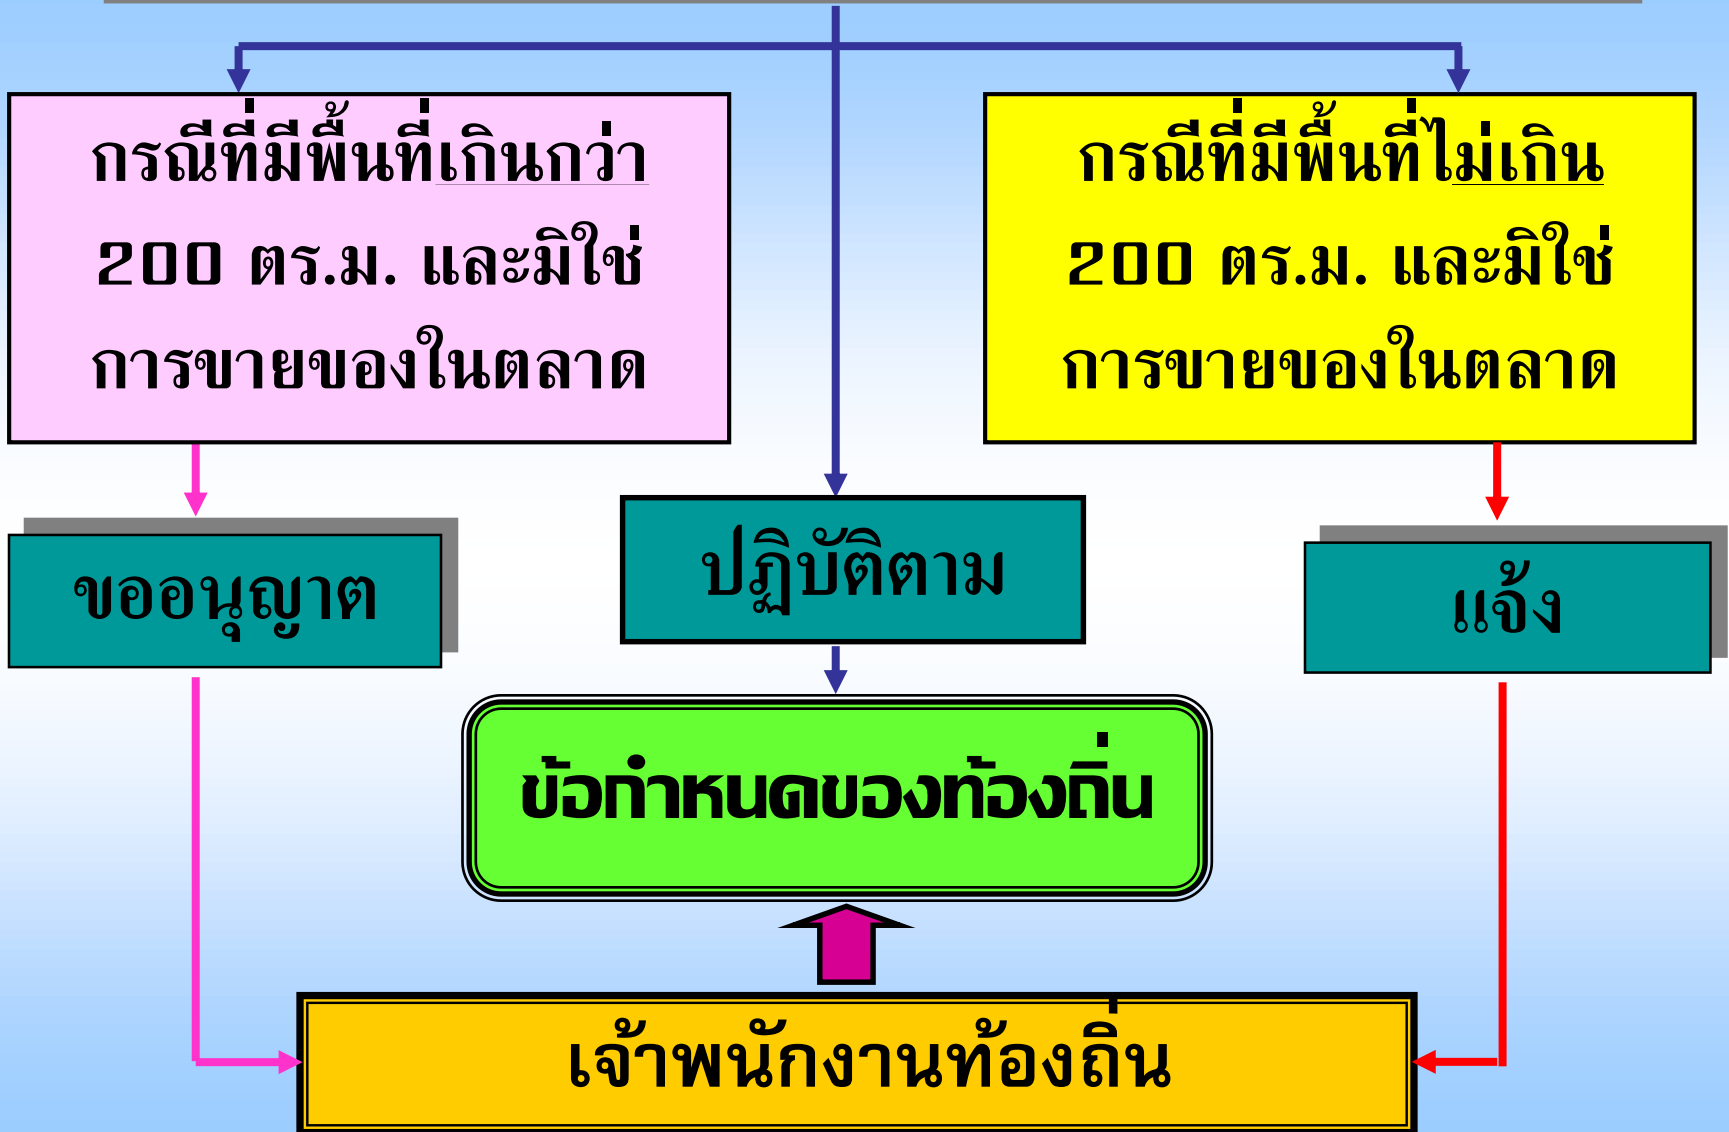 กรณีที่มีพื้นที่เกินกว่า
200 ตร.ม. และมิใช่
การขายของในตลาด
กรณีที่มีพื้นที่ไม่เกิน
200 ตร.ม. และมิใช่
การขายของในตลาด
ขออนุญาต
ปฏิบัติตาม
แจ้ง
ข้อกำหนดของท้องถิ่น
เจ้าพนักงานท้องถิ่น